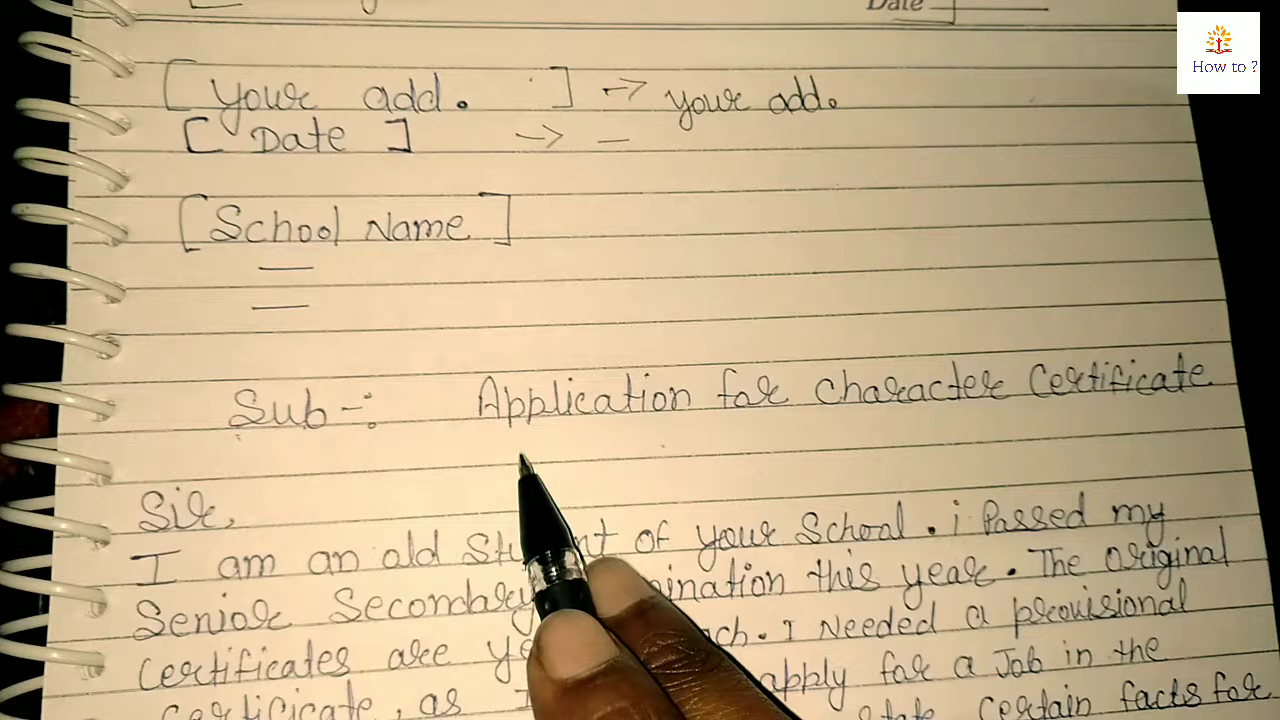 Date
How to ?
[ Your add. ] -> your add.
[ Date ] -> -
[ School Name ]
Sub -: Application for Character Certificate
Sir,
I am an old of your School. i Passed my
Senior Secondary this year. The original
Certificates are . I Needed a provisional
Certificate, as apply for a Job in the
Certain facts for